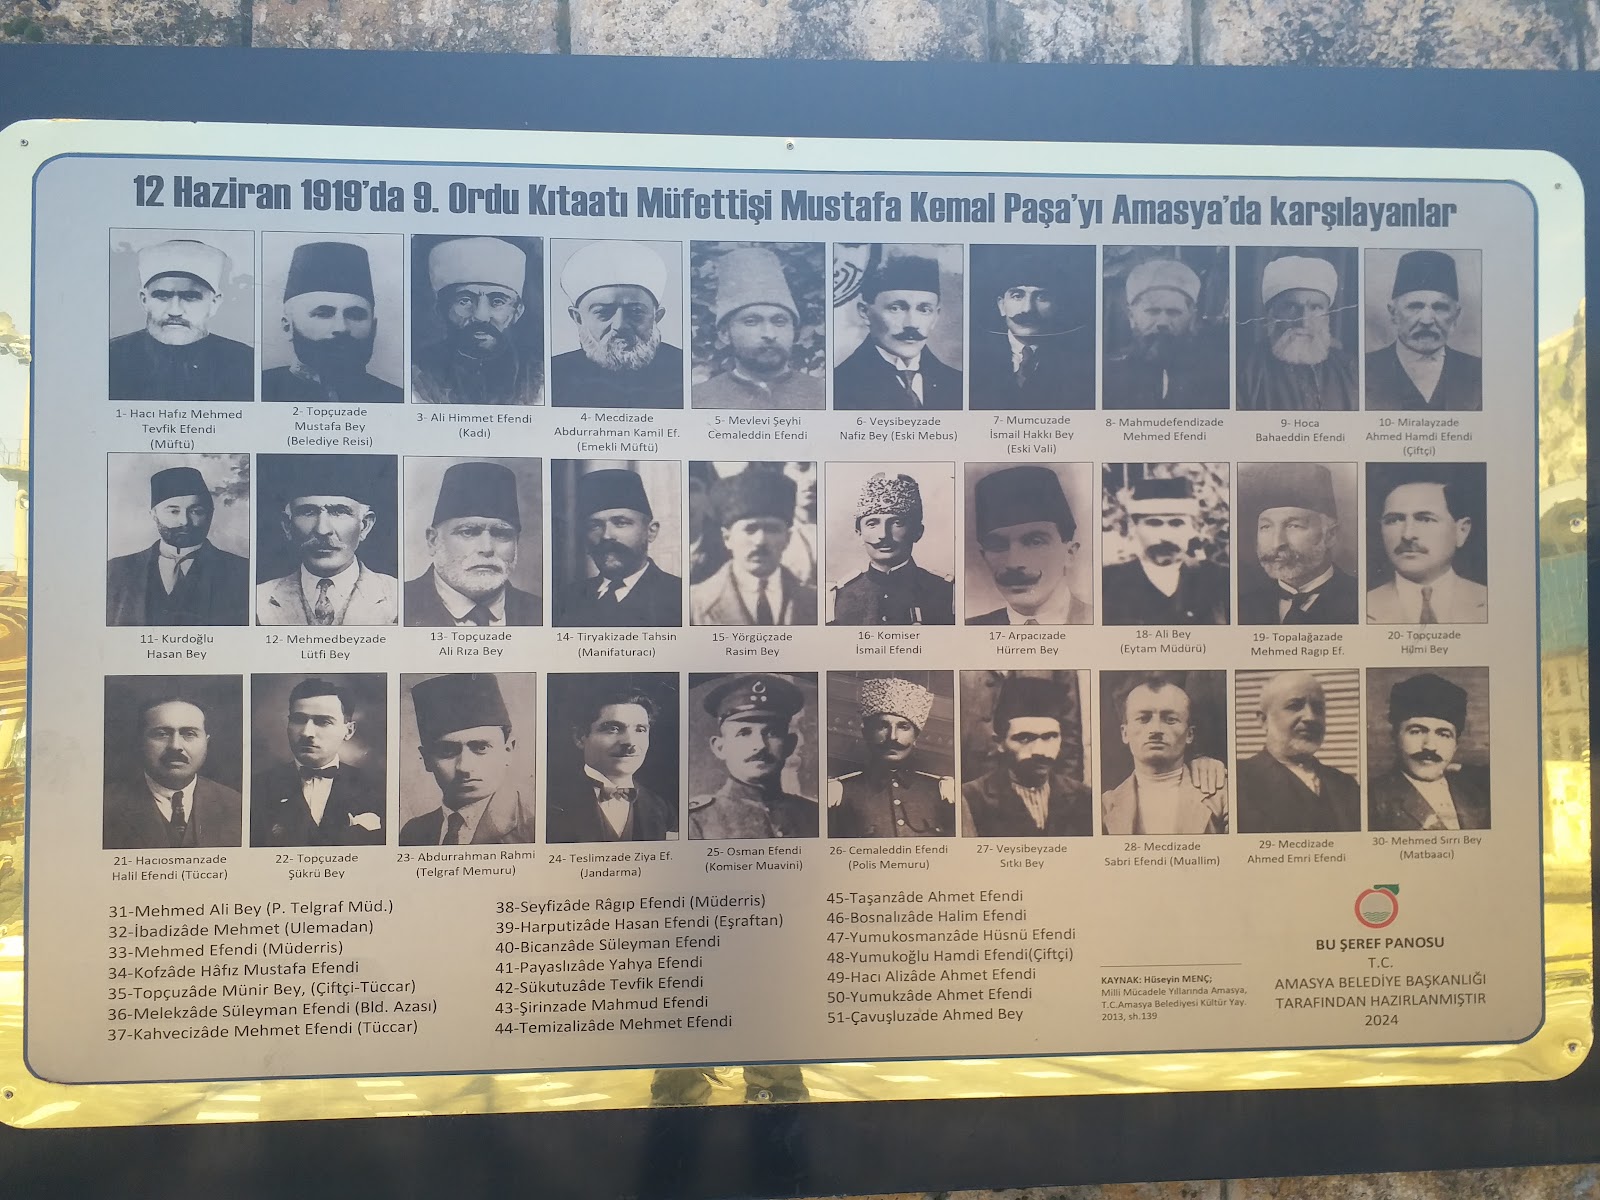 12 Haziran 1919'da 9. Ordu Kıtaatı Müfettişi Mustafa Kemal Paşa'yı Amasya'da karşılayanlar
1- Hacı Hafız Mehmed
Tevfik Efendi
(Müftü)
2- Topçuzade
Mustafa Bey
(Belediye Reisi)
3- Ali Himmet Efendi
(Kadı)
4- Mecdizade
Abdurrahman Kamil Ef.
(Emekli Müftü)
5- Mevlevi Şeyhi
Cemaleddin Efendi
6- Veysibeyzade
Nafiz Bey (Eski Mebus)
7- Mumcuzade
İsmail Hakkı Bey
(Eski Vali)
8- Mahmudefendizade
Mehmed Efendi
9- Hoca
Bahaeddin Efendi
10- Miralayzade
Ahmed Hamdi Efendi
(Çiftçi)
11- Kurdoğlu
Hasan Bey
12- Mehmedbeyzade
Lütfi Bey
13- Topçuzade
Ali Rıza Bey
14- Tiryakizade Tahsin
(Manifaturacı)
15- Yörgüçzade
Rasim Bey
16- Komiser
İsmail Efendi
17- Arpacızade
Hürrem Bey
18- Ali Bey
(Eytam Müdürü)
19- Topalağazade
Mehmed Ragıp Ef.
20- Topçuzade
Hilmi Bey
21- Hacıosmanzade
Halil Efendi (Tüccar)
22- Topçuzade
Şükrü Bey
23- Abdurrahman Rahmi
(Telgraf Memuru)
24- Teslimzade Ziya Ef.
(Jandarma)
25- Osman Efendi
(Komiser Muavini)
26- Cemaleddin Efendi
(Polis Memuru)
27- Veysibeyzade
Sıtkı Bey
28- Mecdizade
Sabri Efendi (Muallim)
29- Mecdizade
Ahmed Emri Efendi
30- Mehmed Sırrı Bey
(Matbaacı)
31-Mehmed Ali Bey (P. Telgraf Müd.)
32-İbadizâde Mehmet (Ulemadan)
33-Mehmed Efendi (Müderris)
34-Kofzâde Hâfız Mustafa Efendi
35-Topçuzâde Münir Bey, (Çiftçi-Tüccar)
36-Melekzâde Süleyman Efendi (Bld. Azası)
37-Kahvecizâde Mehmet Efendi (Tüccar)
38-Seyfizâde Râgıp Efendi (Müderris)
39-Harputizâde Hasan Efendi (Eşraftan)
40-Bicanzâde Süleyman Efendi
41-Payaslızâde Yahya Efendi
42-Sükutuzâde Tevfik Efendi
43-Şirinzade Mahmud Efendi
44-Temizalizâde Mehmet Efendi
45-Taşanzâde Ahmet Efendi
46-Bosnalızâde Halim Efendi
47-Yumukosmanzâde Hüsnü Efendi
48-Yumukoğlu Hamdi Efendi(Çiftçi)
49-Hacı Alizâde Ahmet Efendi
50-Yumukzâde Ahmet Efendi
51-Çavuşluzade Ahmed Bey
KAYNAK: Hüseyin MENÇ;
Milli Mücadele Yıllarında Amasya,
T.C.Amasya Belediyesi Kültür Yay.
2013, sh.139
BU ŞEREF PANOSU
T.C.
AMASYA BELEDİYE BAŞKANLIĞI
TARAFINDAN HAZIRLANMIŞTIR
2024